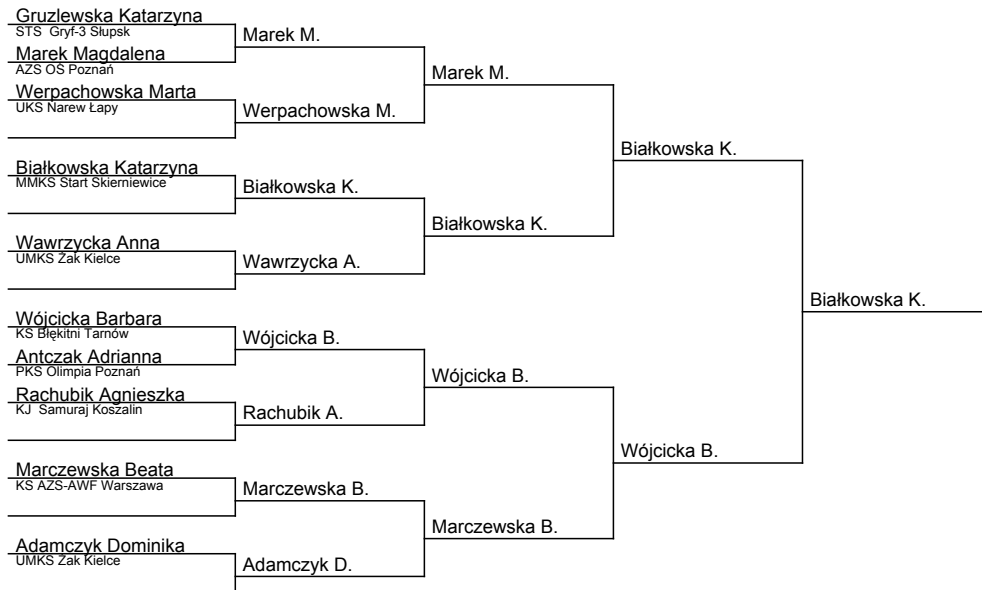 Gruzlewska Katarzyna
STS Gryf-3 Słupsk
Marek M.
Marek Magdalena
AZS OŚ Poznań
Marek M.
Werpachowska Marta
UKS Narew Łapy
Werpachowska M.
Białkowska K.
Białkowska Katarzyna
MMKS Start Skierniewice
Białkowska K.
Białkowska K.
Wawrzycka Anna
UMKS Żak Kielce
Wawrzycka A.
Białkowska K.
Wójcicka Barbara
KS Błękitni Tarnów
Wójcicka B.
Antczak Adrianna
PKS Olimpia Poznań
Wójcicka B.
Rachubik Agnieszka
KJ Samuraj Koszalin
Rachubik A.
Wójcicka B.
Marczewska Beata
KS AZS-AWF Warszawa
Marczewska B.
Marczewska B.
Adamczyk Dominika
UMKS Żak Kielce
Adamczyk D.